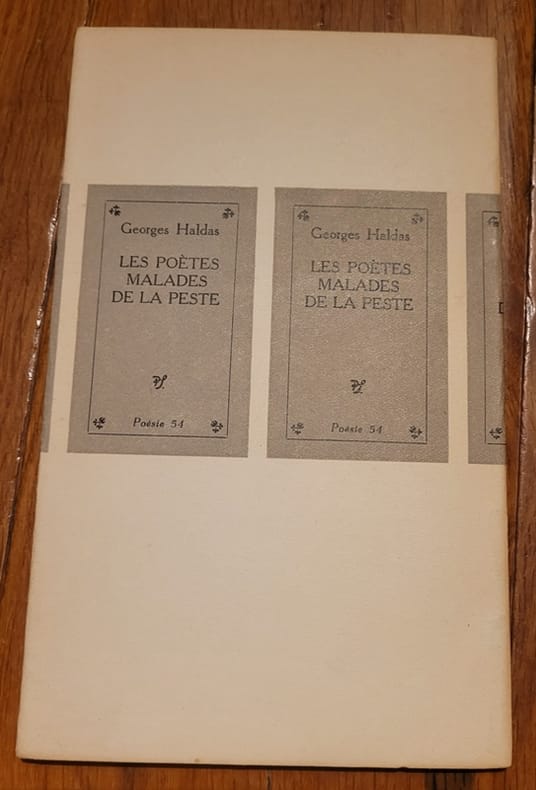 Georges Haldas
LES POÈTES
MALADES
DE LA PESTE
Poésie 54
Georges Haldas
LES POÈTES
MALADES
DE LA PESTE
Poésie 54